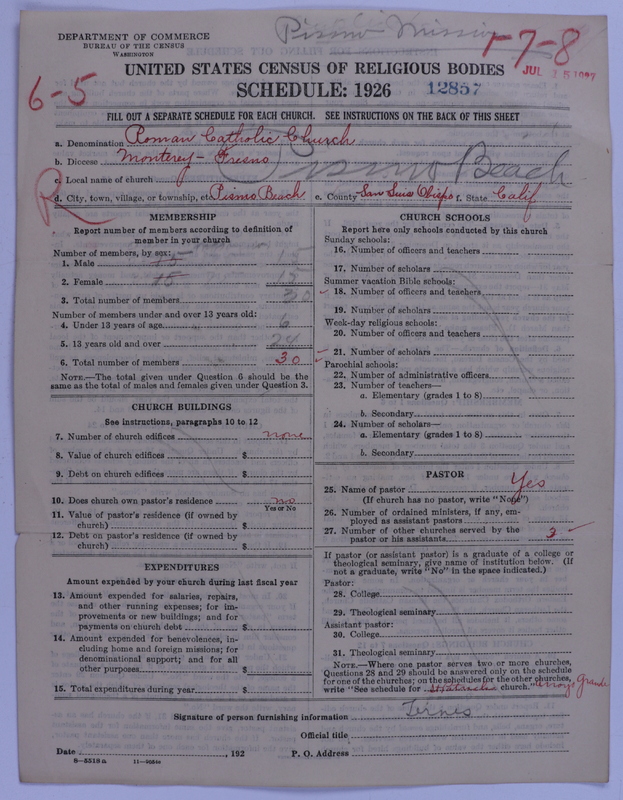 Pismo Mission
DEPARTMENT OF COMMERCE
BUREAU OF THE CENSUS
WASHINGTON
1-7-8
UNITED STATES CENSUS OF RELIGIOUS BODIES
JUL 15 1927
6-5
SCHEDULE: 1926
12857
FILL OUT A SEPARATE SCHEDULE FOR EACH CHURCH. SEE INSTRUCTIONS ON THE BACK OF THIS SHEET
a. Denomination Roman Catholic Church
b. Diocese Monterey - Fresno
c. Local name of church Pismo Beach
R
d. City, town, village, or township, etc. Pismo Beach e. County San Luis Obispo f. State Calif
MEMBERSHIP
Report number of members according to definition of
member in your church
Number of members, by sex:
1. Male 15 15
2. Female 15 15
3. Total number of members 30
Number of members under and over 13 years old:
4. Under 13 years of age 6
5. 13 years old and over 24
6. Total number of members 30
NOTE.—The total given under Question 6 should be the
same as the total of males and females given under Question 3.
CHURCH BUILDINGS
See instructions, paragraphs 10 to 12
7. Number of church edifices none
8. Value of church edifices $
9. Debt on church edifices $
10. Does church own pastor's residence no
Yes or No
11. Value of pastor's residence (if owned by
church) $
12. Debt on pastor's residence (if owned by
church) $
EXPENDITURES
Amount expended by your church during last fiscal year
13. Amount expended for salaries, repairs,
and other running expenses; for im-
provements or new buildings; and for
payments on church debt $
14. Amount expended for benevolences, in-
cluding home and foreign missions; for
denominational support; and for all
other purposes $
15. Total expenditures during year $
CHURCH SCHOOLS
Report here only schools conducted by this church
Sunday schools:
16. Number of officers and teachers
17. Number of scholars
Summer vacation Bible schools:
18. Number of officers and teachers
19. Number of scholars
Week-day religious schools:
20. Number of officers and teachers
21. Number of scholars
Parochial schools:
22. Number of administrative officers
23. Number of teachers—
a. Elementary (grades 1 to 8)
b. Secondary
24. Number of scholars—
a. Elementary (grades 1 to 8)
b. Secondary
PASTOR
25. Name of pastor Yes
(If church has no pastor, write "None")
26. Number of ordained ministers, if any, em-
ployed as assistant pastors
27. Number of other churches served by the
pastor or his assistants 3
If pastor (or assistant pastor) is a graduate of a college or
theological seminary, give name of institution below. (If
not a graduate, write "No" in the space indicated.)
Pastor:
28. College
29. Theological seminary
Assistant pastor:
30. College
31. Theological seminary
NOTE.—Where one pastor serves two or more churches,
Questions 28 and 29 should be answered only on the schedule
for one of the churches; on the schedules for the other churches,
write "See schedule for St Patricks church." Arroyo Grande
Signature of person furnishing information Ternes
Official title
Date , 192 P. O. Address
8—5518a 11—